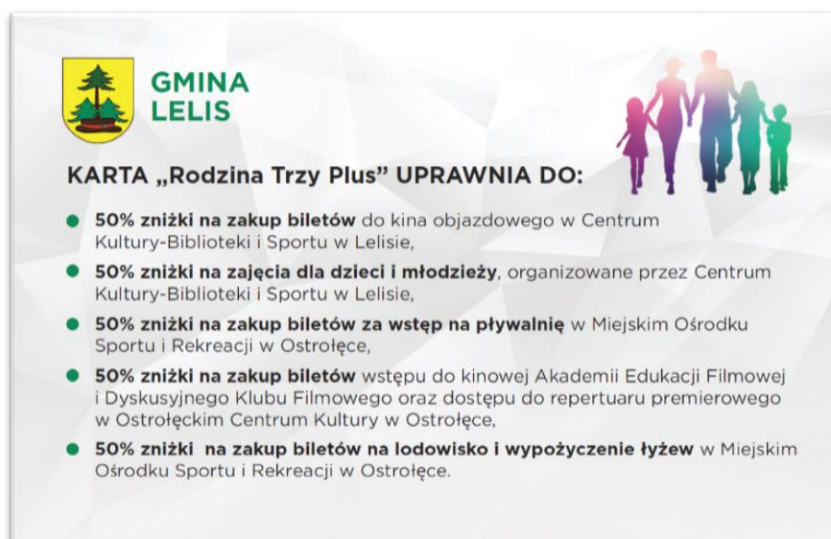 GMINA
LELIS
KARTA „Rodzina Trzy Plus” UPRAWNIA DO:
50% zniżki na zakup biletów do kina objazdowego w Centrum
Kultury-Biblioteki i Sportu w Lelisie,
50% zniżki na zajęcia dla dzieci i młodzieży, organizowane przez Centrum
Kultury-Biblioteki i Sportu w Lelisie,
50% zniżki na zakup biletów za wstęp na pływalnię w Miejskim Ośrodku
Sportu i Rekreacji w Ostrołęce,
50% zniżki na zakup biletów wstępu do kinowej Akademii Edukacji Filmowej
i Dyskusyjnego Klubu Filmowego oraz dostępu do repertuaru premierowego
w Ostrołęckim Centrum Kultury w Ostrołęce,
50% zniżki na zakup biletów na lodowisko i wypożyczenie łyżew w Miejskim
Ośrodku Sportu i Rekreacji w Ostrołęce.